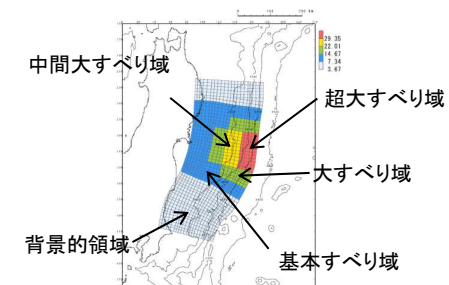 29.35
22.01
14.67
7.34
3.67
中間大すべり域
超大すべり域
大すべり域
背景的領域
基本すべり域